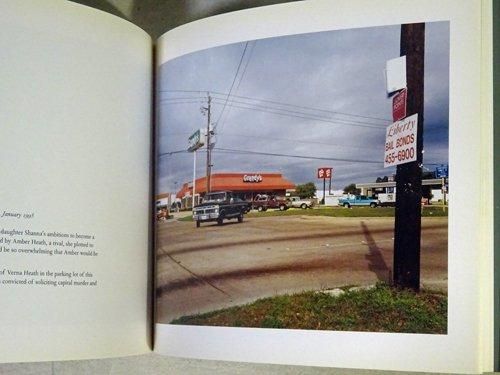 January 1991
daughter Shanna's ambitions to become a
d by Amber Heath, a rival, she plotted to
d be so overwhelming that Amber would be
of Verna Heath in the parking lot of this
convicted of soliciting capital murder and
Grandy's
Liberty
BAIL BONDS
455-6900